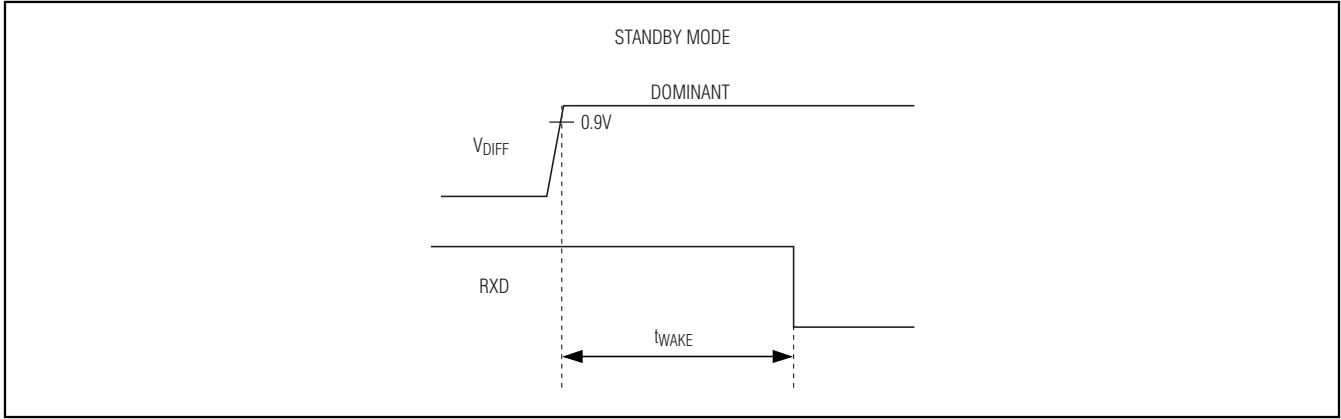 STANDBY MODE
DOMINANT
0.9V
VDIFF
RXD
tWAKE